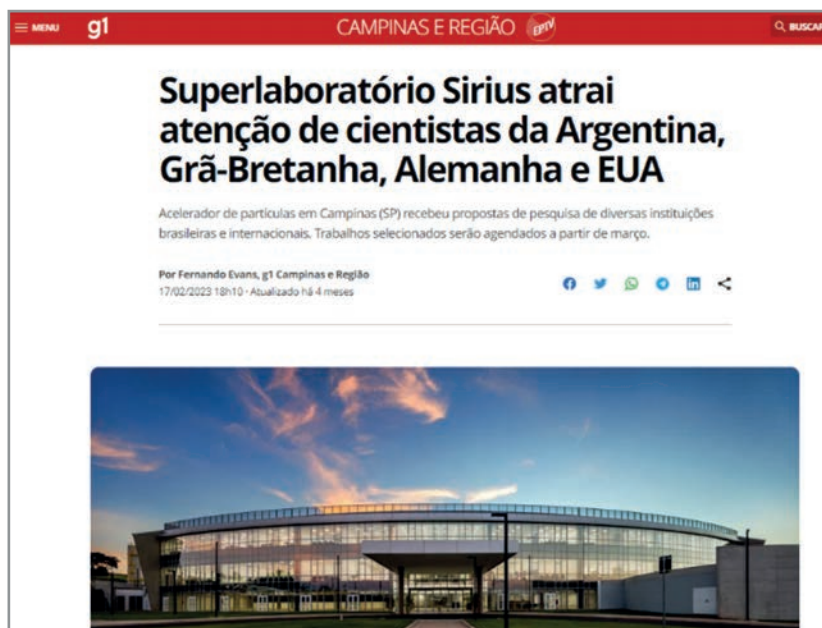 MENU g1 CAMPINAS E REGIÃO EPTV BUSCAR
Superlaboratório Sirius atrai
atenção de cientistas da Argentina,
Grã-Bretanha, Alemanha e EUA
Acelerador de partículas em Campinas (SP) recebeu propostas de pesquisa de diversas instituições
brasileiras e internacionais. Trabalhos selecionados serão agendados a partir de março.
Por Fernando Evans, g1 Campinas e Região
17/02/2023 18h10 · Atualizado há 4 meses